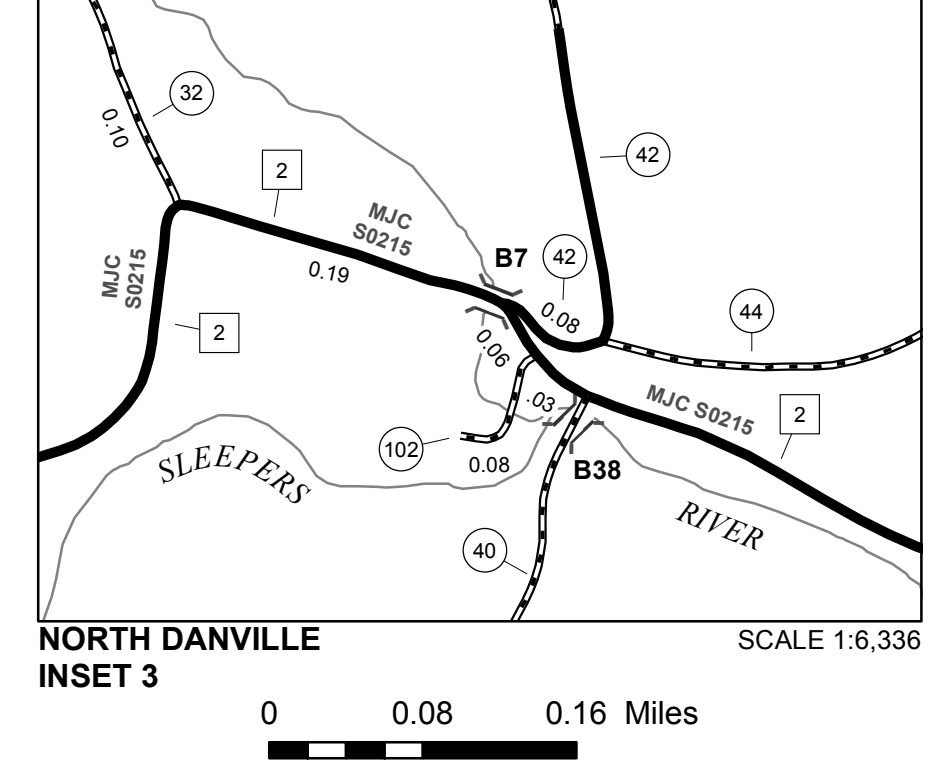 32
0.10
2
42
MJC
S0215
MJC
S0215
B7
42
0.19
0.08
44
2
0.06
.03
MJC S0215
2
102
0.08
B38
SLEEPERS
RIVER
40
NORTH DANVILLE
INSET 3
SCALE 1:6,336
0 0.08 0.16 Miles